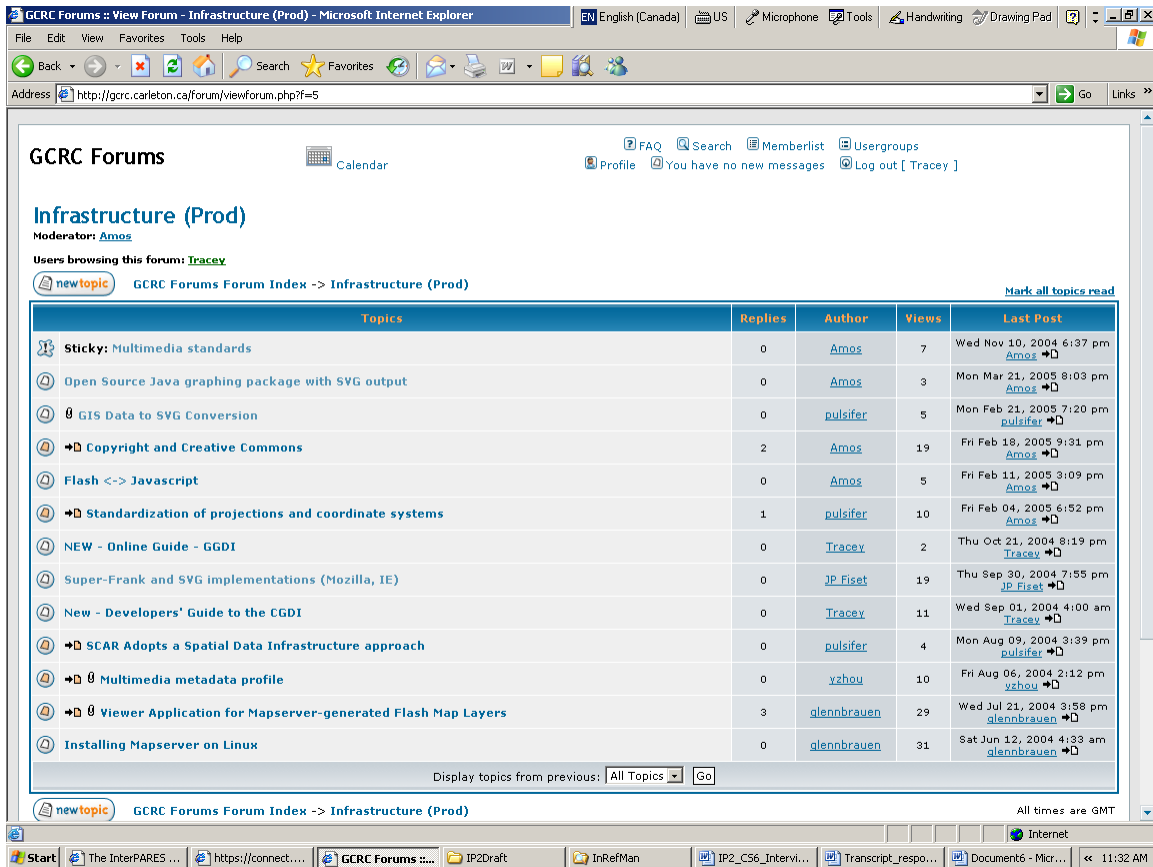 GCRC Forums :: View Forum - Infrastructure (Prod) - Microsoft Internet Explorer
EN English (Canada) US Microphone Tools Handwriting Drawing Pad
File Edit View Favorites Tools Help
Back Search Favorites
Address http://gcrc.carleton.ca/forum/viewforum.php?f=5 Go Links »
GCRC Forums
Calendar
FAQ Search Memberlist Usergroups
Profile You have no new messages Log out [ Tracey ]
Infrastructure (Prod)
Moderator: Amos
Users browsing this forum: Tracey
newtopic GCRC Forums Forum Index -> Infrastructure (Prod)
Mark all topics read
Topics Replies Author Views Last Post
Sticky: Multimedia standards 0 Amos 7 Wed Nov 10, 2004 6:37 pm
Amos
Open Source Java graphing package with SVG output 0 Amos 3 Mon Mar 21, 2005 8:03 pm
Amos
GIS Data to SVG Conversion 0 pulsifer 5 Mon Feb 21, 2005 7:20 pm
pulsifer
Copyright and Creative Commons 2 Amos 19 Fri Feb 18, 2005 9:31 pm
Amos
Flash <-> Javascript 0 Amos 5 Fri Feb 11, 2005 3:09 pm
Amos
Standardization of projections and coordinate systems 1 pulsifer 10 Fri Feb 04, 2005 6:52 pm
Amos
NEW - Online Guide - GGDI 0 Tracey 2 Thu Oct 21, 2004 8:19 pm
Tracey
Super-Frank and SVG implementations (Mozilla, IE) 0 JP Fiset 19 Thu Sep 30, 2004 7:55 pm
JP Fiset
New - Developers' Guide to the CGDI 0 Tracey 11 Wed Sep 01, 2004 4:00 am
Tracey
SCAR Adopts a Spatial Data Infrastructure approach 0 pulsifer 4 Mon Aug 09, 2004 3:39 pm
pulsifer
Multimedia metadata profile 0 yzhou 10 Fri Aug 06, 2004 2:12 pm
yzhou
Viewer Application for Mapserver-generated Flash Map Layers 3 glennbrauen 29 Wed Jul 21, 2004 3:58 pm
glennbrauen
Installing Mapserver on Linux 0 glennbrauen 31 Sat Jun 12, 2004 4:33 am
glennbrauen
Display topics from previous: All Topics Go
newtopic GCRC Forums Forum Index -> Infrastructure (Prod)
All times are GMT
Internet
Start The InterPARES ... https://connect.... GCRC Forums ::... IP2Draft InRefMan IP2_CS6_Intervi... Transcript_respo... Document6 - Micr... « 11:32 AM